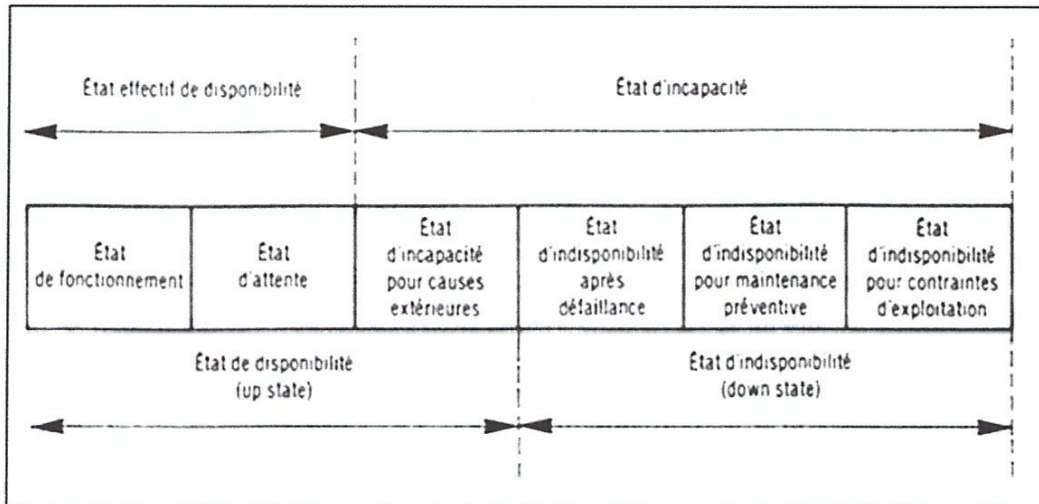 État effectif de disponibilité
État d'incapacité
État
de fonctionnement
État
d'attente
État
d'incapacité
pour causes
extérieures
État
d'indisponibilité
après
défaillance
État
d'indisponibilité
pour maintenance
préventive
État
d'indisponibilité
pour contraintes
d'exploitation
État de disponibilité
(up state)
État d'indisponibilité
(down state)